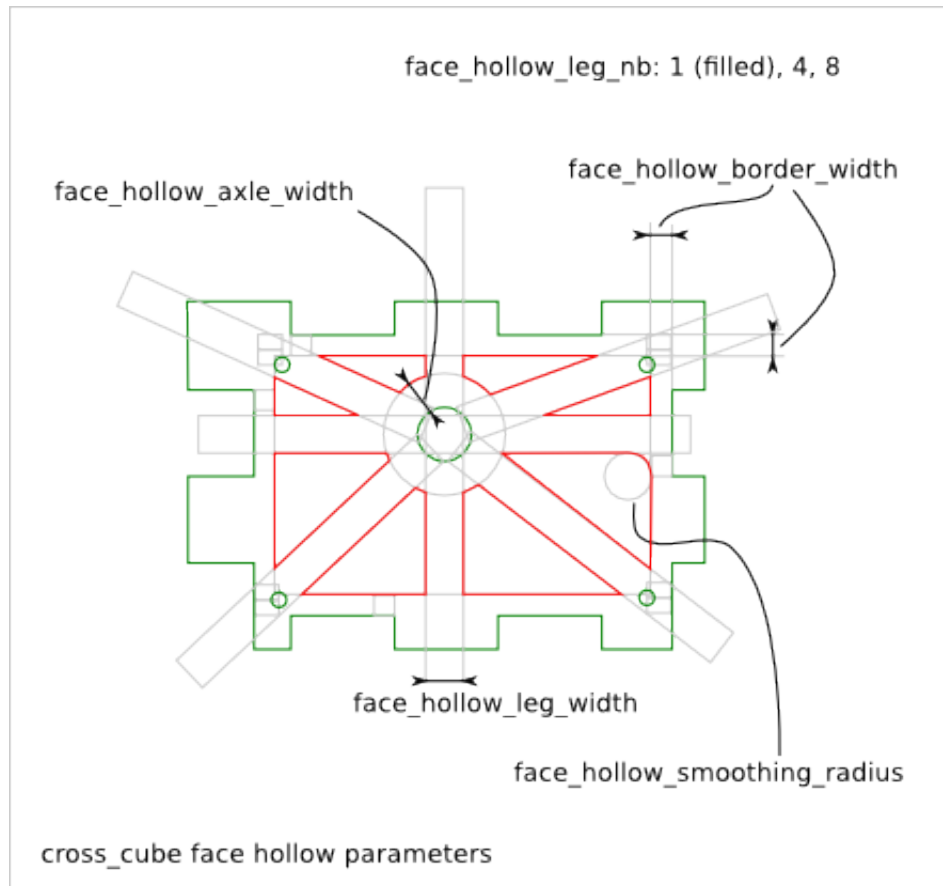 face_hollow_leg_nb: 1 (filled), 4, 8
face_hollow_border_width
face_hollow_axle_width
face_hollow_leg_width
face_hollow_smoothing_radius
cross_cube face hollow parameters